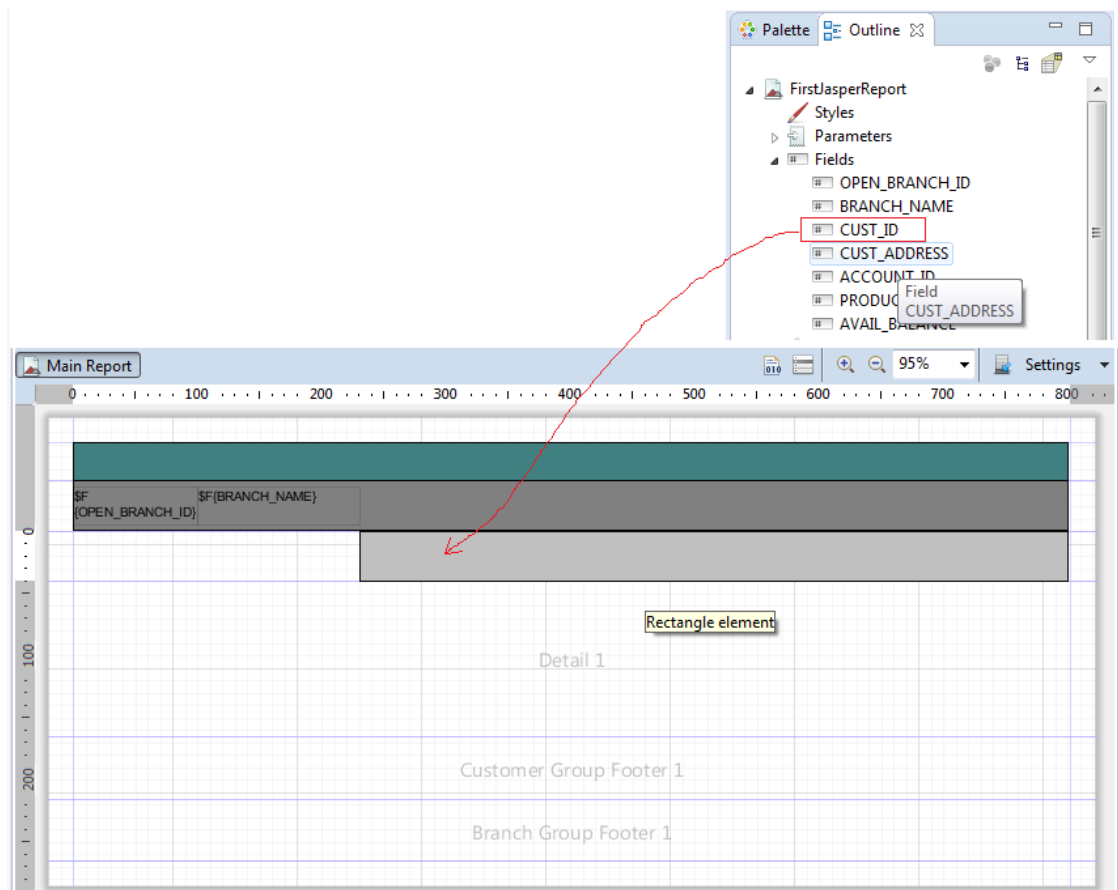 Palette Outline
FirstJasperReport
Styles
Parameters
Fields
OPEN_BRANCH_ID
BRANCH_NAME
CUST_ID
CUST_ADDRESS
ACCOUNT_ID
Field
CUST_ADDRESS
PRODUC
AVAIL_BALANCE
Main Report
95%
Settings
0 100 200 300 400 500 600 700 800
$F
{OPEN_BRANCH_ID}
$F{BRANCH_NAME}
0
Rectangle element
100
Detail 1
Customer Group Footer 1
200
Branch Group Footer 1